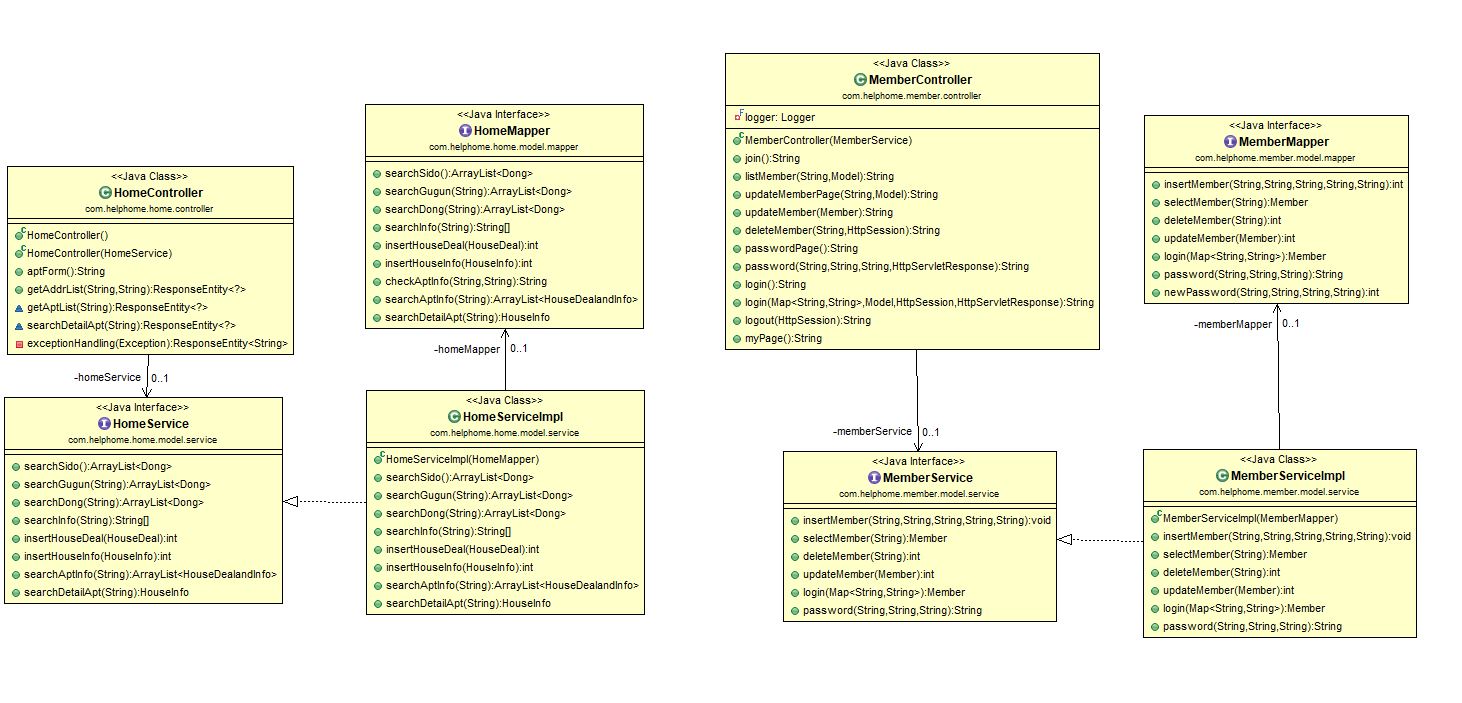 <<Java Class>>
HomeController
com.helphome.home.controller
HomeController()
HomeController(HomeService)
aptForm():String
getAddrList(String,String):ResponseEntity<?>
getAptList(String):ResponseEntity<?>
searchDetailApt(String):ResponseEntity<?>
exceptionHandling(Exception):ResponseEntity<String>
-homeService 0..1
<<Java Interface>>
HomeService
com.helphome.home.model.service
searchSido():ArrayList<Dong>
searchGugun(String):ArrayList<Dong>
searchDong(String):ArrayList<Dong>
searchInfo(String):String[]
insertHouseDeal(HouseDeal):int
insertHouseInfo(HouseInfo):int
searchAptInfo(String):ArrayList<HouseDealandInfo>
searchDetailApt(String):HouseInfo
<<Java Interface>>
HomeMapper
com.helphome.home.model.mapper
searchSido():ArrayList<Dong>
searchGugun(String):ArrayList<Dong>
searchDong(String):ArrayList<Dong>
searchInfo(String):String[]
insertHouseDeal(HouseDeal):int
insertHouseInfo(HouseInfo):int
checkAptInfo(String,String):String
searchAptInfo(String):ArrayList<HouseDealandInfo>
searchDetailApt(String):HouseInfo
-homeMapper 0..1
<<Java Class>>
HomeServiceImpl
com.helphome.home.model.service
HomeServiceImpl(HomeMapper)
searchSido():ArrayList<Dong>
searchGugun(String):ArrayList<Dong>
searchDong(String):ArrayList<Dong>
searchInfo(String):String[]
insertHouseDeal(HouseDeal):int
insertHouseInfo(HouseInfo):int
searchAptInfo(String):ArrayList<HouseDealandInfo>
searchDetailApt(String):HouseInfo
<<Java Class>>
MemberController
com.helphome.member.controller
logger: Logger
MemberController(MemberService)
join():String
listMember(String,Model):String
updateMemberPage(String,Model):String
updateMember(Member):String
deleteMember(String,HttpSession):String
passwordPage():String
password(String,String,String,HttpServletResponse):String
login():String
login(Map<String,String>,Model,HttpSession,HttpServletResponse):String
logout(HttpSession):String
myPage():String
-memberService 0..1
<<Java Interface>>
MemberService
com.helphome.member.model.service
insertMember(String,String,String,String,String):void
selectMember(String):Member
deleteMember(String):int
updateMember(Member):int
login(Map<String,String>):Member
password(String,String,String):String
<<Java Interface>>
MemberMapper
com.helphome.member.model.mapper
insertMember(String,String,String,String,String):int
selectMember(String):Member
deleteMember(String):int
updateMember(Member):int
login(Map<String,String>):Member
password(String,String,String):String
newPassword(String,String,String,String):int
-memberMapper 0..1
<<Java Class>>
MemberServiceImpl
com.helphome.member.model.service
MemberServiceImpl(MemberMapper)
insertMember(String,String,String,String,String):void
selectMember(String):Member
deleteMember(String):int
updateMember(Member):int
login(Map<String,String>):Member
password(String,String,String):String